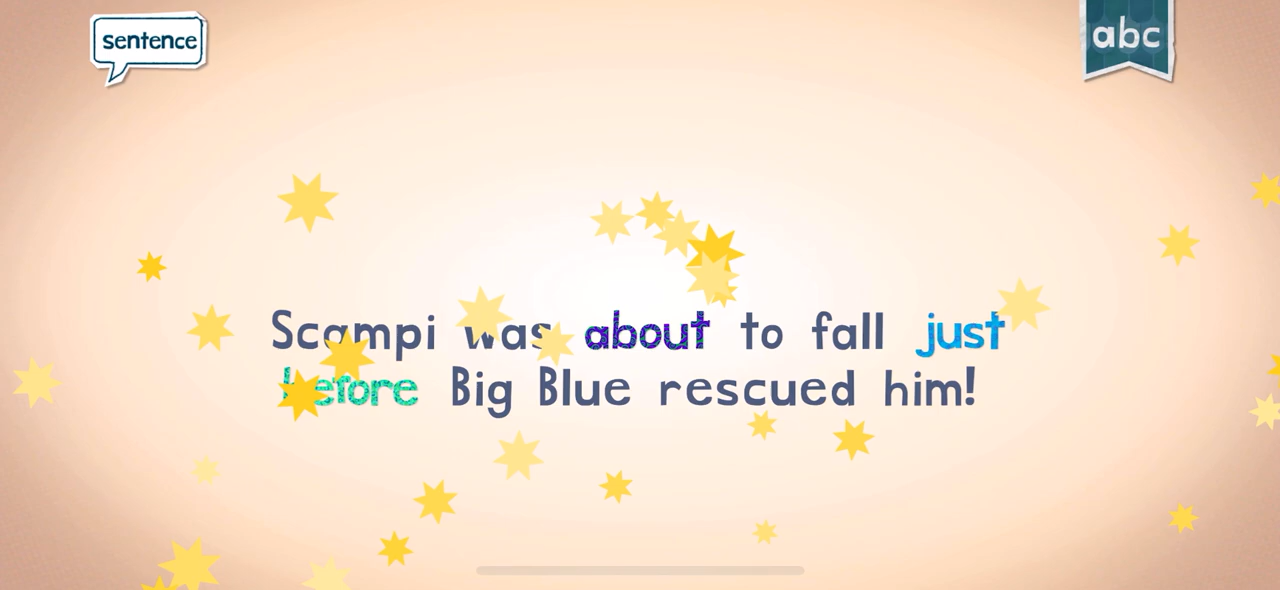 sentence
abc
Scampi was about to fall just
before Big Blue rescued him!